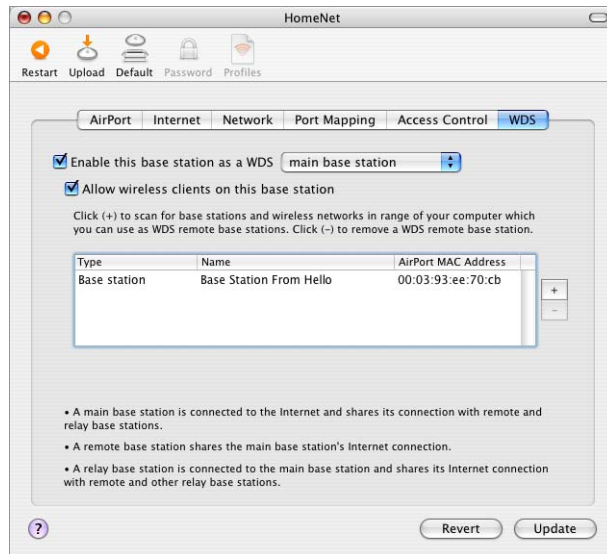 HomeNet
Restart Upload Default Password Profiles
AirPort Internet Network Port Mapping Access Control WDS
Enable this base station as a WDS main base station
Allow wireless clients on this base station
Click (+) to scan for base stations and wireless networks in range of your computer which
you can use as WDS remote base stations. Click (–) to remove a WDS remote base station.
Type Name AirPort MAC Address
Base station Base Station From Hello 00:03:93:ee:70:cb
+
–
• A main base station is connected to the Internet and shares its connection with remote and
relay base stations.
• A remote base station shares the main base station's Internet connection.
• A relay base station is connected to the main base station and shares its Internet connection
with remote and other relay base stations.
? Revert Update